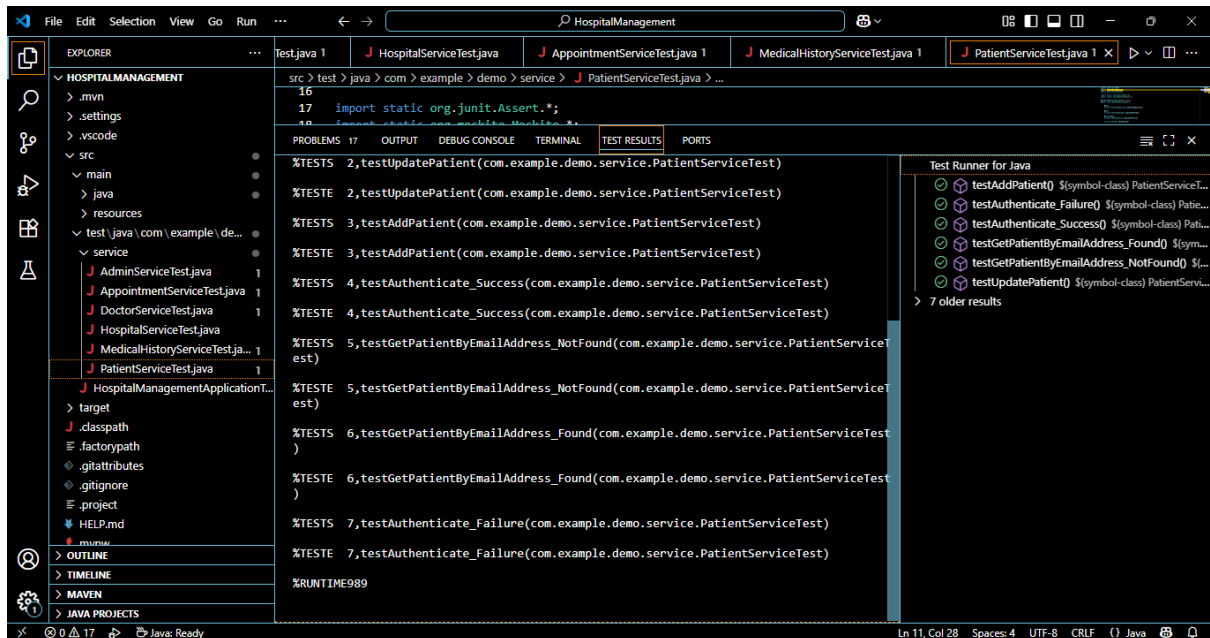 File Edit Selection View Go Run ··· HospitalManagement
EXPLORER ···
HOSPITALMANAGEMENT
.mvn
.settings
.vscode
src
main
java
resources
test\java\com\example\de...
service
AdminServiceTest.java 1
AppointmentServiceTest.java 1
DoctorServiceTest.java 1
HospitalServiceTest.java
MedicalHistoryServiceTest.ja... 1
PatientServiceTest.java 1
HospitalManagementApplicationT...
target
.classpath
.factorypath
.gitattributes
.gitignore
.project
HELP.md
mvnw
OUTLINE
TIMELINE
MAVEN
JAVA PROJECTS
Test.java 1 HospitalServiceTest.java AppointmentServiceTest.java 1 MedicalHistoryServiceTest.java 1 PatientServiceTest.java 1
src > test > java > com > example > demo > service > PatientServiceTest.java > ...
16
17 import static org.junit.Assert.*;
18 import static org.mockito.Mockito.*;
PROBLEMS 17 OUTPUT DEBUG CONSOLE TERMINAL TEST RESULTS PORTS
%TESTS 2,testUpdatePatient(com.example.demo.service.PatientServiceTest)
%TESTE 2,testUpdatePatient(com.example.demo.service.PatientServiceTest)
%TESTS 3,testAddPatient(com.example.demo.service.PatientServiceTest)
%TESTE 3,testAddPatient(com.example.demo.service.PatientServiceTest)
%TESTS 4,testAuthenticate_Success(com.example.demo.service.PatientServiceTest)
%TESTE 4,testAuthenticate_Success(com.example.demo.service.PatientServiceTest)
%TESTS 5,testGetPatientByEmailAddress_NotFound(com.example.demo.service.PatientServiceT
est)
%TESTE 5,testGetPatientByEmailAddress_NotFound(com.example.demo.service.PatientServiceT
est)
%TESTS 6,testGetPatientByEmailAddress_Found(com.example.demo.service.PatientServiceTest
)
%TESTE 6,testGetPatientByEmailAddress_Found(com.example.demo.service.PatientServiceTest
)
%TESTS 7,testAuthenticate_Failure(com.example.demo.service.PatientServiceTest)
%TESTE 7,testAuthenticate_Failure(com.example.demo.service.PatientServiceTest)
%RUNTIME989
Test Runner for Java
testAddPatient() $(symbol-class) PatientServiceT...
testAuthenticate_Failure() $(symbol-class) Patie...
testAuthenticate_Success() $(symbol-class) Pati...
testGetPatientByEmailAddress_Found() $(sym...
testGetPatientByEmailAddress_NotFound() $(...
testUpdatePatient() $(symbol-class) PatientServi...
7 older results
1
0 17 Java: Ready Ln 11, Col 28 Spaces: 4 UTF-8 CRLF {} Java